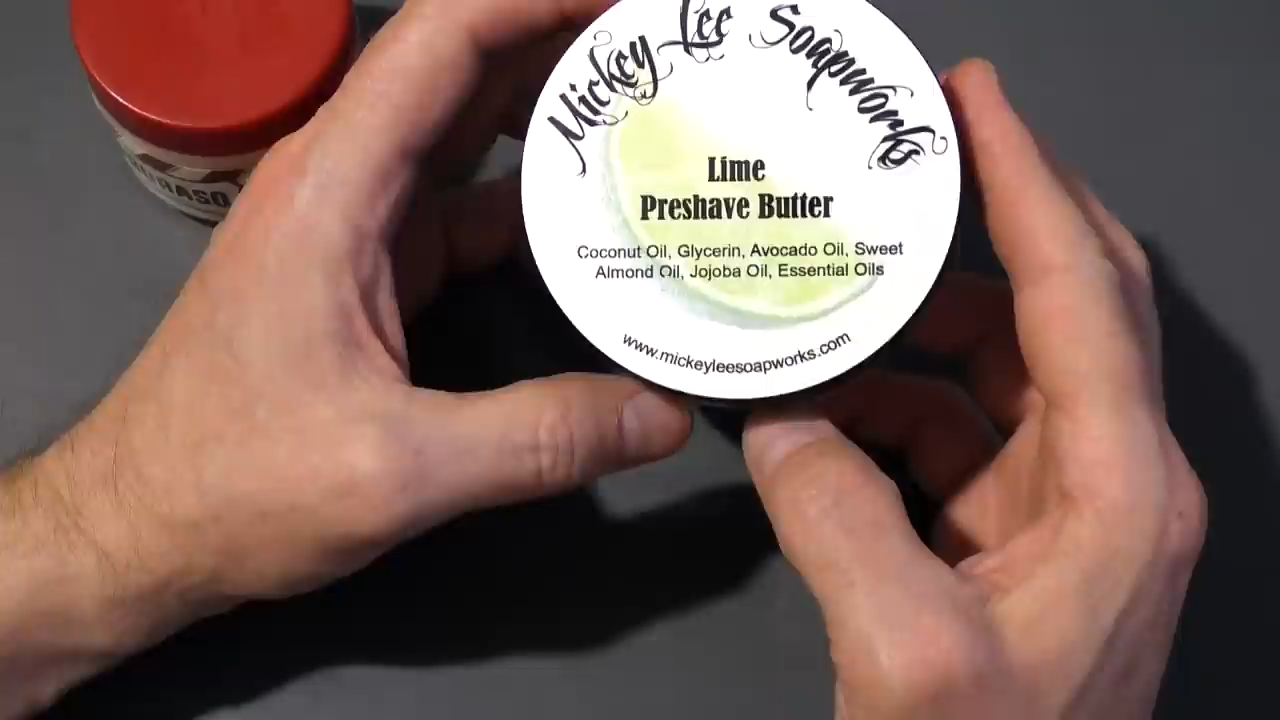 Mickey Lee Soapworks
Lime
Preshave Butter
Coconut Oil, Glycerin, Avocado Oil, Sweet
Almond Oil, Jojoba Oil, Essential Oils
www.mickeyleesoapworks.com